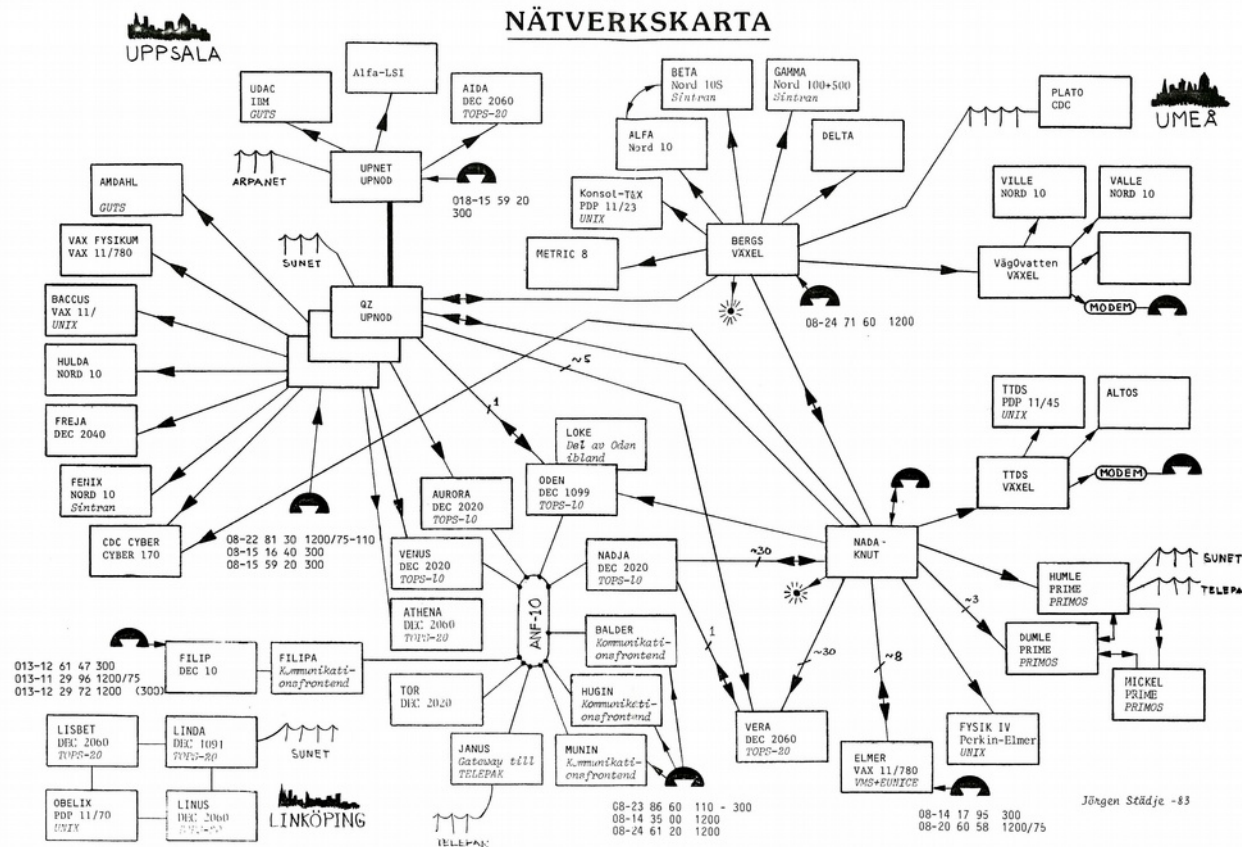 NÄTVERKSKARTA
UPPSALA
UDAC
IBM
GUTS
Alfa-LSI
AIDA
DEC 2060
TOPS-20
ARPANET
UPNET
UPNOD
018-15 59 20
300
BETA
Nord 10S
Sintran
GAMMA
Nord 100+500
Sintran
ALFA
Nord 10
DELTA
Konsol-T&X
PDP 11/23
UNIX
METRIC 8
BERGS
VÄXEL
08-24 71 60 1200
PLATO
CDC
UMEÅ
VILLE
NORD 10
VALLE
NORD 10
VägOvatten
VÄXEL
MODEM
AMDAHL
GUTS
VAX FYSIKUM
VAX 11/780
BACCUS
VAX 11/
UNIX
HULDA
NORD 10
FREJA
DEC 2040
FENIX
NORD 10
Sintran
CDC CYBER
CYBER 170
SUNET
QZ
UPNOD
08-22 81 30 1200/75-110
08-15 16 40 300
08-15 59 20 300
~5
1
LOKE
Del av Oden
ibland
AURORA
DEC 2020
TOPS-10
ODEN
DEC 1099
TOPS-10
VENUS
DEC 2020
TOPS-10
ATHENA
DEC 2060
TOPS-20
NADJA
DEC 2020
TOPS-10
ANF-10
TTDS
PDP 11/45
UNIX
ALTOS
TTDS
VÄXEL
MODEM
NADA-
KNUT
~30
~3
1
~30
~8
HUMLE
PRIME
PRIMOS
SUNET
TELEPAK
DUMLE
PRIME
PRIMOS
MICKEL
PRIME
PRIMOS
013-12 61 47 300
013-11 29 96 1200/75
013-12 29 72 1200 (300)
FILIP
DEC 10
FILIPA
Kommunikati-
onsfrontend
TOR
DEC 2020
BALDER
Kommunikati-
onsfrontend
HUGIN
Kommunikati-
onsfrontend
MUNIN
Kommunikati-
onsfrontend
JANUS
Gateway till
TELEPAK
TELEPAK
08-23 86 60 110 - 300
08-14 35 00 1200
08-24 61 20 1200
VERA
DEC 2060
TOPS-20
ELMER
VAX 11/780
VMS+EUNICE
FYSIK IV
Perkin-Elmer
UNIX
08-14 17 95 300
08-20 60 58 1200/75
LISBET
DEC 2060
TOPS-20
LINDA
DEC 1091
TOPS-20
SUNET
OBELIX
PDP 11/70
UNIX
LINUS
DEC 2060
TOPS-20
LINKÖPING
Jörgen Städje -83